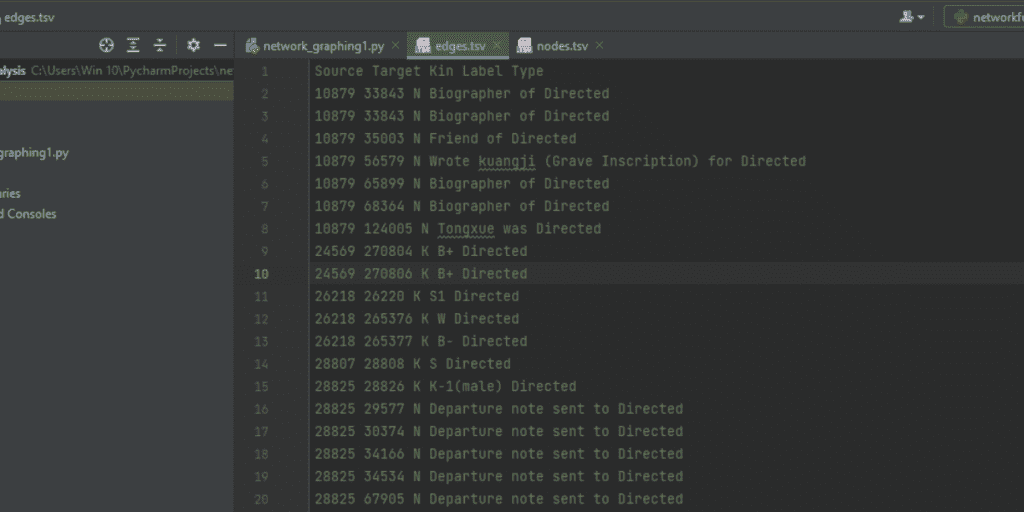 edges.tsv
networkfu
network_graphing1.py
edges.tsv
nodes.tsv
alysis C:\Users\Win 10\PycharmProjects\ne
graphing1.py
aries
d Consoles
1 Source Target Kin Label Type
2 10879 33843 N Biographer of Directed
3 10879 33843 N Biographer of Directed
4 10879 35003 N Friend of Directed
5 10879 56579 N Wrote kuangji (Grave Inscription) for Directed
6 10879 65899 N Biographer of Directed
7 10879 68364 N Biographer of Directed
8 10879 124005 N Tongxue was Directed
9 24569 270804 K B+ Directed
10 24569 270806 K B+ Directed
11 26218 26220 K S1 Directed
12 26218 265376 K W Directed
13 26218 265377 K B- Directed
14 28807 28808 K S Directed
15 28825 28826 K K-1(male) Directed
16 28825 29577 N Departure note sent to Directed
17 28825 30374 N Departure note sent to Directed
18 28825 34166 N Departure note sent to Directed
19 28825 34534 N Departure note sent to Directed
20 28825 67905 N Departure note sent to Directed